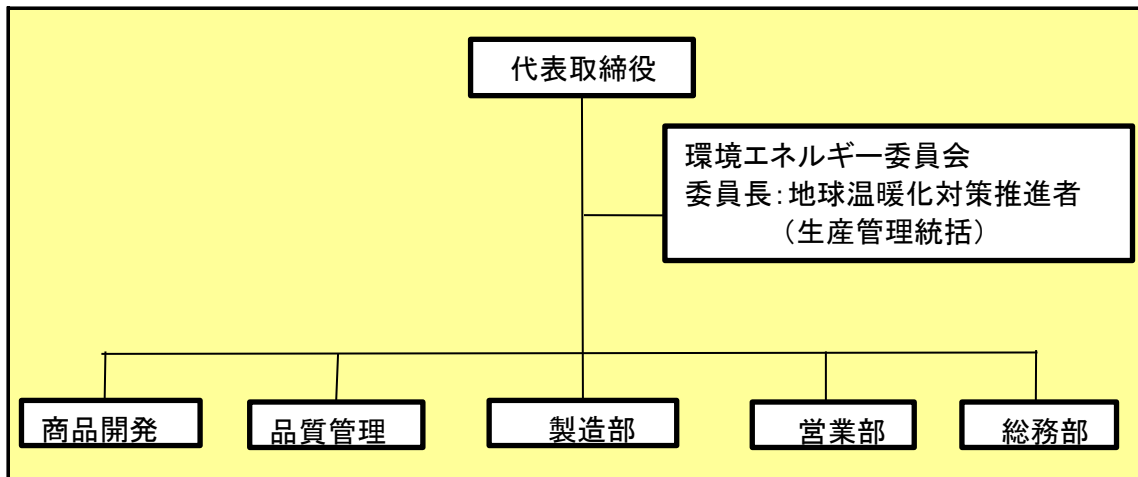 代表取締役
環境エネルギー委員会
委員長:地球温暖化対策推進者
(生産管理統括)
商品開発
品質管理
製造部
営業部
総務部